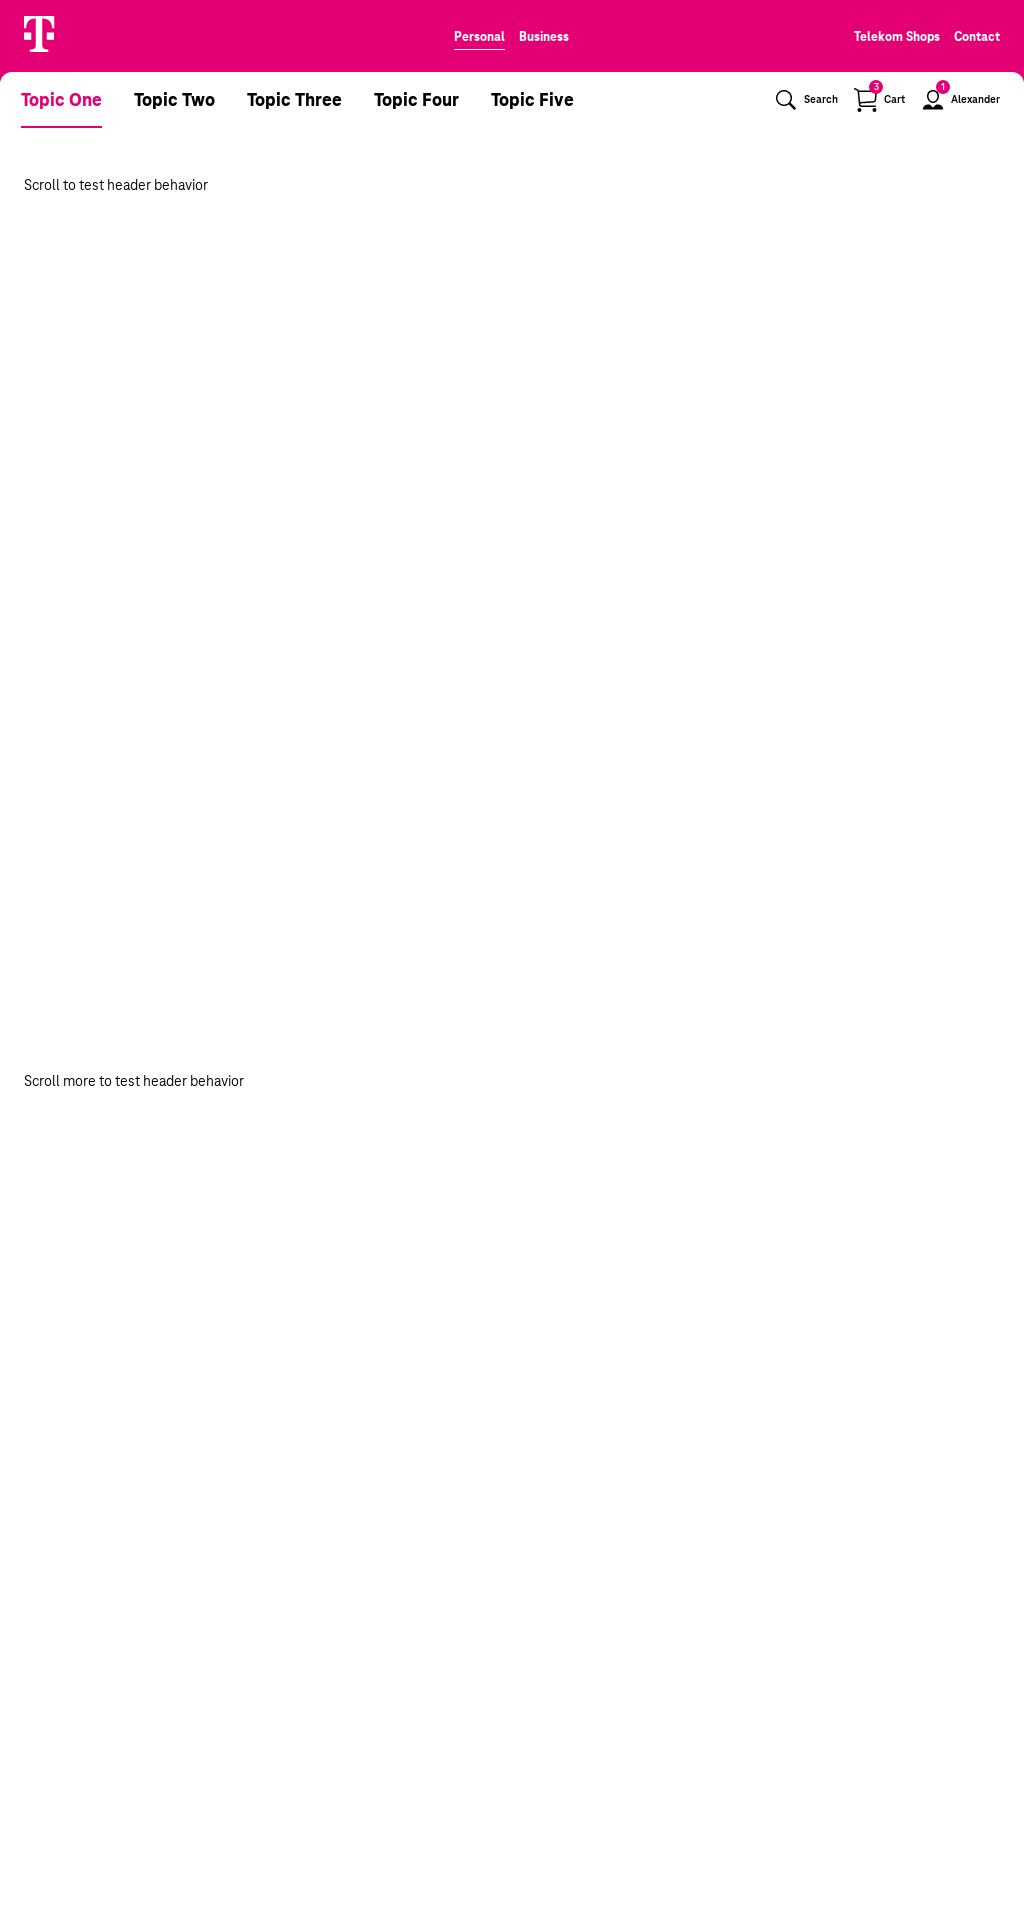 T
Personal Business
Telekom Shops Contact
Topic One Topic Two Topic Three Topic Four Topic Five
Search 3 Cart 1 Alexander
Scroll to test header behavior
Scroll more to test header behavior